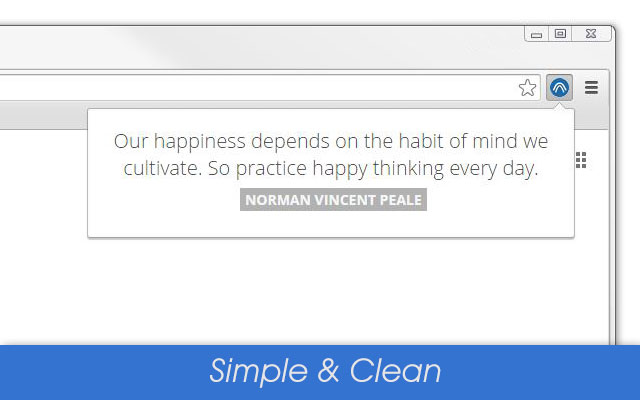 Our happiness depends on the habit of mind we
cultivate. So practice happy thinking every day.
NORMAN VINCENT PEALE
Simple & Clean